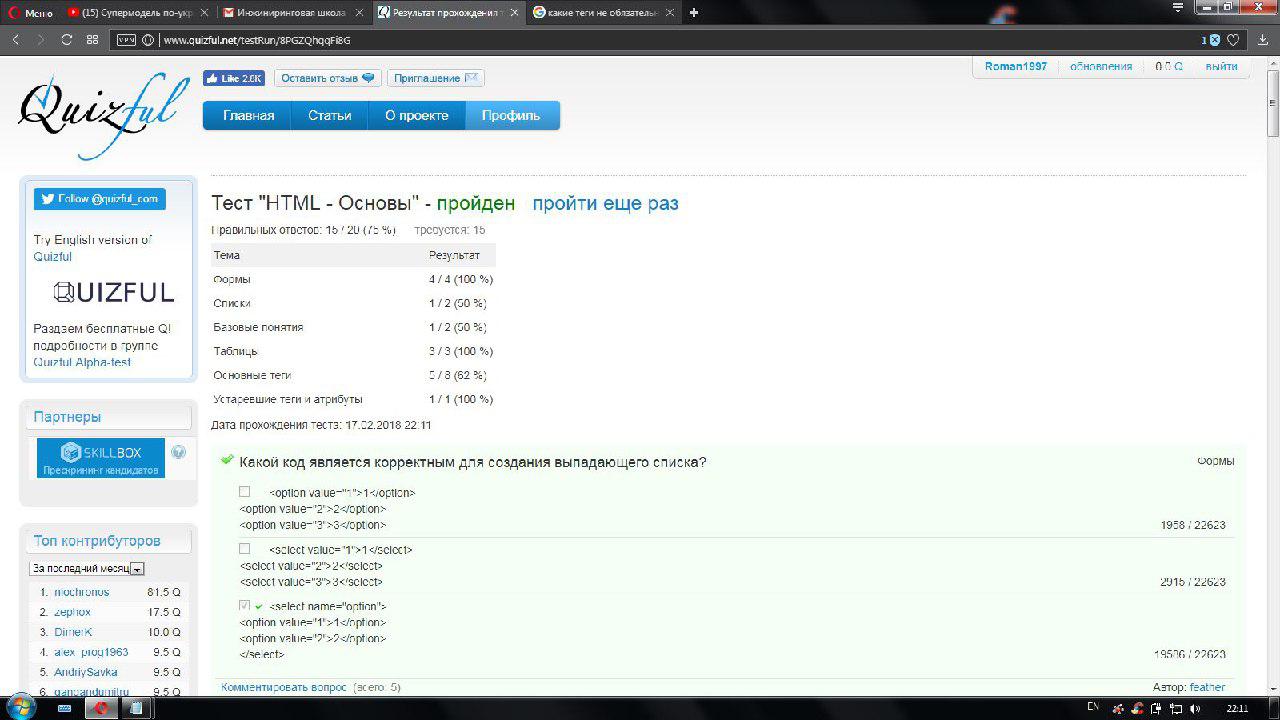 Меню
(15) Супермодель по-укр
Инжиниринговая школа
Результат прохождения т
какие теги не обязательн
VPN
www.quizful.net/testRun/8PGZQhqqFi8G
1
Quizful
Like 2.6K
Оставить отзыв
Приглашение
Roman1997
обновления
0.0 Q
выйти
Главная
Статьи
О проекте
Профиль
Follow @quizful_com
Try English version of
Quizful
QUIZFUL
Раздаем бесплатные Q!
подробности в группе
Quizful Alpha-test
Партнеры
SKILLBOX
Прескрининг кандидатов
Топ контрибуторов
За последний месяц
1. mochronos 81.5 Q
2. zephox 17.5 Q
3. DimerK 10.0 Q
4. alex_prog1963 9.5 Q
5. AndriySavka 9.5 Q
6. gangandumitru 9.5 Q
Тест "HTML - Основы" - пройден пройти еще раз
Правильных ответов: 15 / 20 (75 %) требуется: 15
Тема Результат
Формы 4 / 4 (100 %)
Списки 1 / 2 (50 %)
Базовые понятия 1 / 2 (50 %)
Таблицы 3 / 3 (100 %)
Основные теги 5 / 8 (62 %)
Устаревшие теги и атрибуты 1 / 1 (100 %)
Дата прохождения теста: 17.02.2018 22:11
Какой код является корректным для создания выпадающего списка?
Формы
<option value="1">1</option>
<option value="2">2</option>
<option value="3">3</option> 1958 / 22623
<select value="1">1</select>
<select value="2">2</select>
<select value="3">3</select> 2915 / 22623
<select name="option">
<option value="1">1</option>
<option value="2">2</option>
</select> 19586 / 22623
Комментировать вопрос (всего: 5)
Автор: feather
EN
22:11